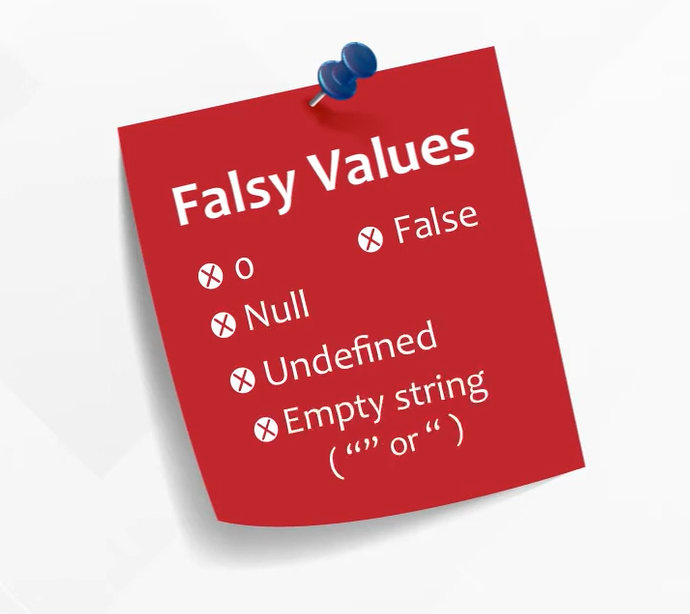 Falsy Values
0
False
Null
Undefined
Empty string
(“” or “ )